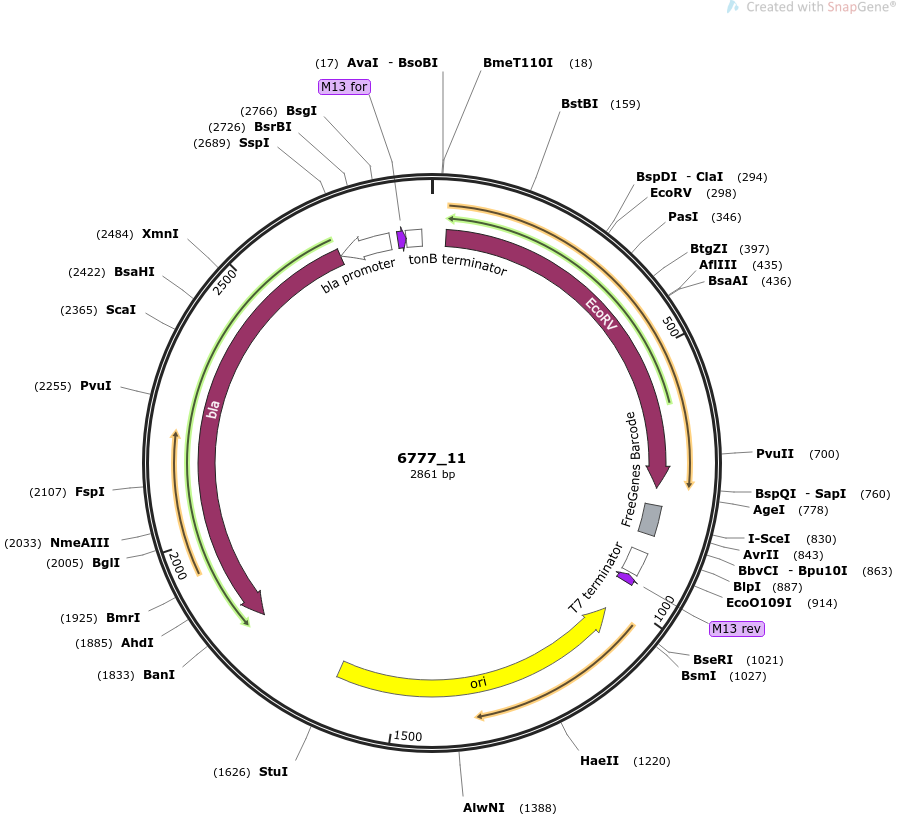 Created with SnapGene®
(17) AvaI - BsoBI
BmeT110I (18)
M13 for
BstBI (159)
(2766) BsgI
(2726) BsrBI
(2689) SspI
BspDI - ClaI (294)
EcoRV (298)
PasI (346)
(2484) XmnI
BtgZI (397)
AflIII (435)
BsaAI (436)
(2422) BsaHI
(2365) ScaI
2500
500
bla promoter
tonB terminator
EcoRV
(2255) PvuI
bla
FreeGenes Barcode
6777_11
2861 bp
PvuII (700)
(2107) FspI
BspQI - SapI (760)
AgeI (778)
(2033) NmeAIII
(2005) BglI
2000
I-SceI (830)
AvrII (843)
BbvCI - Bpu10I (863)
BlpI (887)
EcoO109I (914)
T7 terminator
1000
M13 rev
(1925) BmrI
(1885) AhdI
(1833) BanI
BseRI (1021)
BsmI (1027)
ori
1500
(1626) StuI
HaeII (1220)
AlwNI (1388)